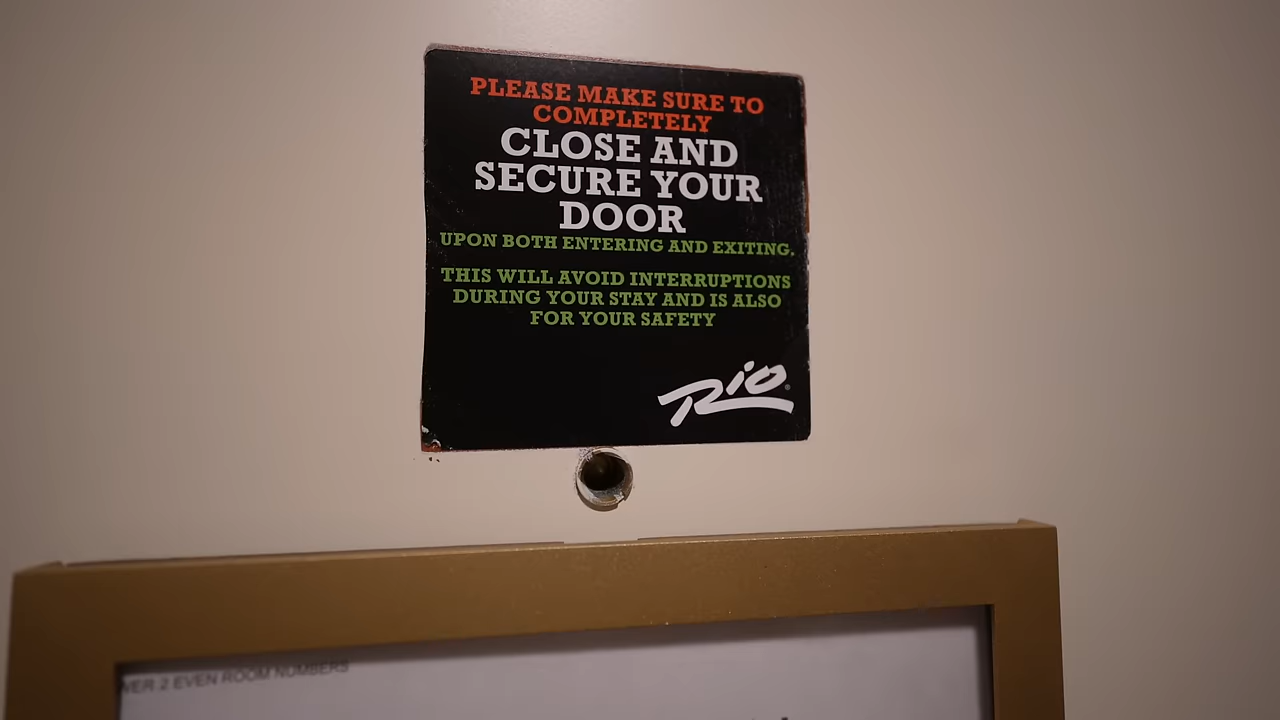 PLEASE MAKE SURE TO
COMPLETELY
CLOSE AND
SECURE YOUR
DOOR
UPON BOTH ENTERING AND EXITING.
THIS WILL AVOID INTERRUPTIONS
DURING YOUR STAY AND IS ALSO
FOR YOUR SAFETY
Rio®
2 EVEN ROOM NUMBERS